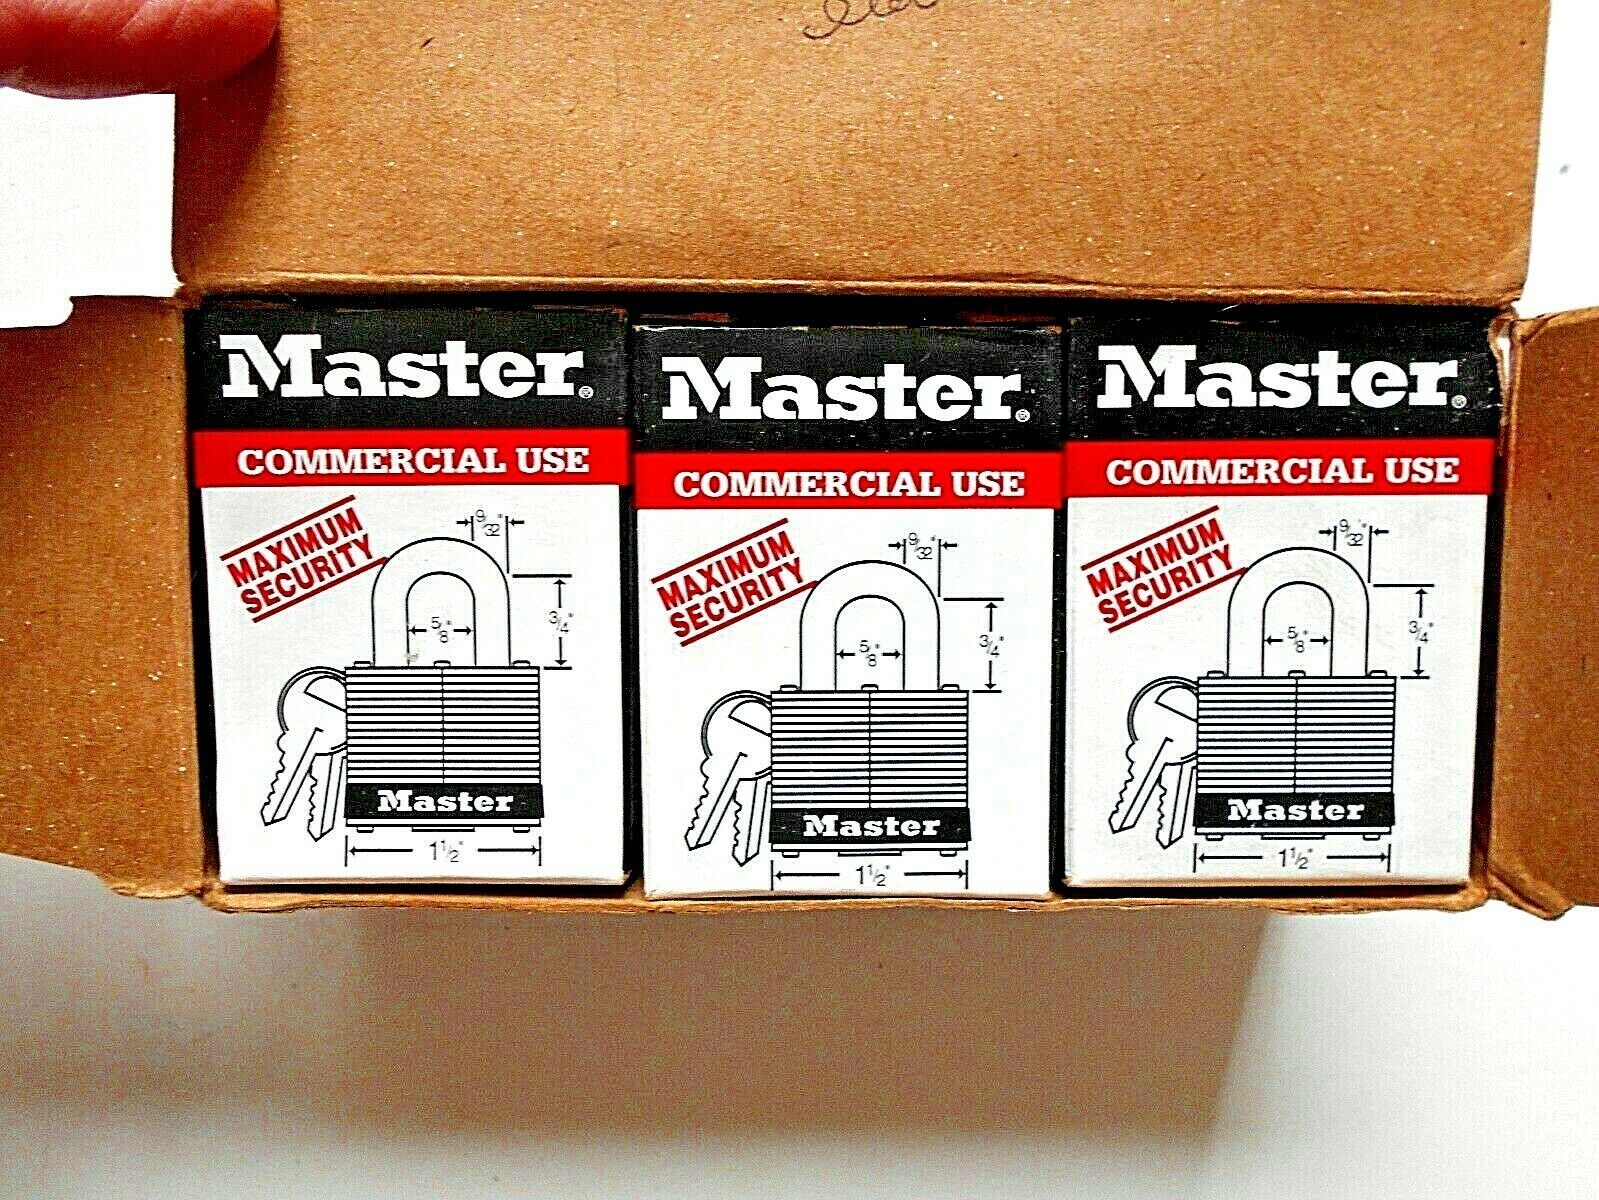 Master®
COMMERCIAL USE
MAXIMUM
SECURITY
9/32"
5/8"
3/4"
Master
1 1/2"
Master®
COMMERCIAL USE
MAXIMUM
SECURITY
9/32"
5/8"
3/4"
Master
1 1/2"
Master®
COMMERCIAL USE
MAXIMUM
SECURITY
9/32"
5/8"
3/4"
Master
1 1/2"